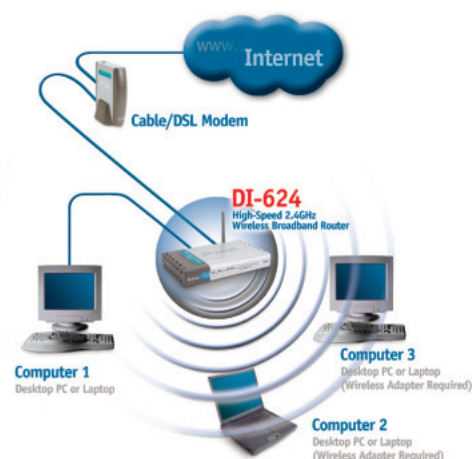 www.
Internet
Cable/DSL Modem
DI-624
High-Speed 2.4GHz
Wireless Broadband Router
Computer 1
Desktop PC or Laptop
Computer 3
Desktop PC or Laptop
(Wireless Adapter Required)
Computer 2
Desktop PC or Laptop
(Wireless Adapter Required)